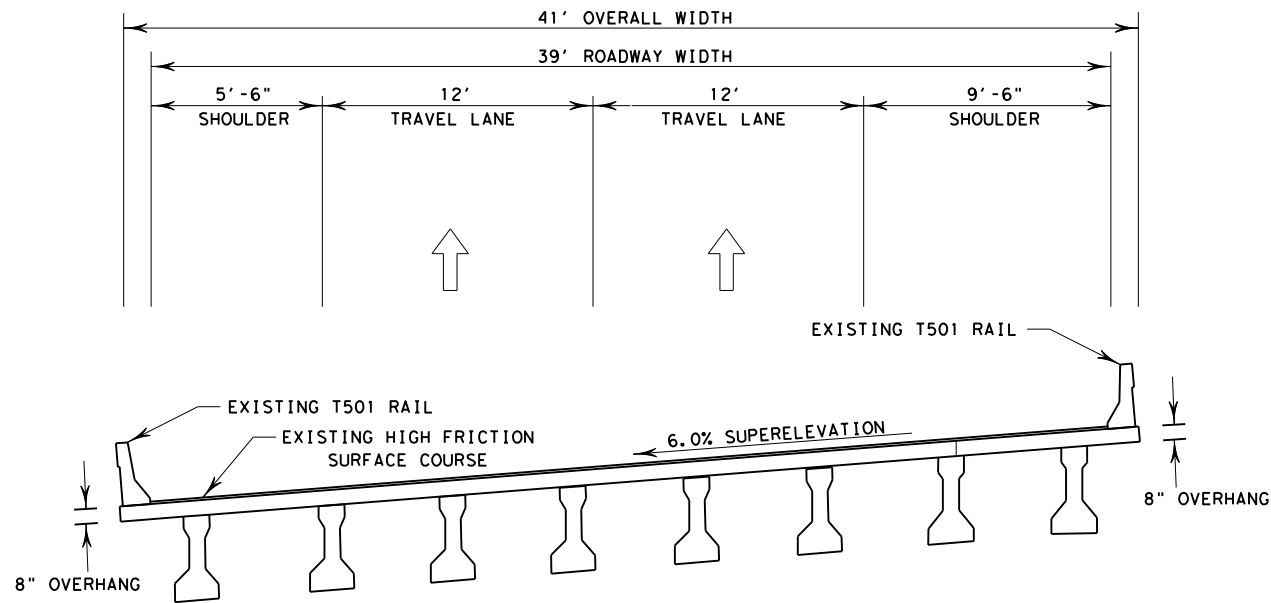 41' OVERALL WIDTH
39' ROADWAY WIDTH
5'-6"
12'
12'
9'-6"
SHOULDER
TRAVEL LANE
TRAVEL LANE
SHOULDER
EXISTING T501 RAIL
EXISTING T501 RAIL
6.0% SUPERELEVATION
EXISTING HIGH FRICTION
SURFACE COURSE
8" OVERHANG
8" OVERHANG